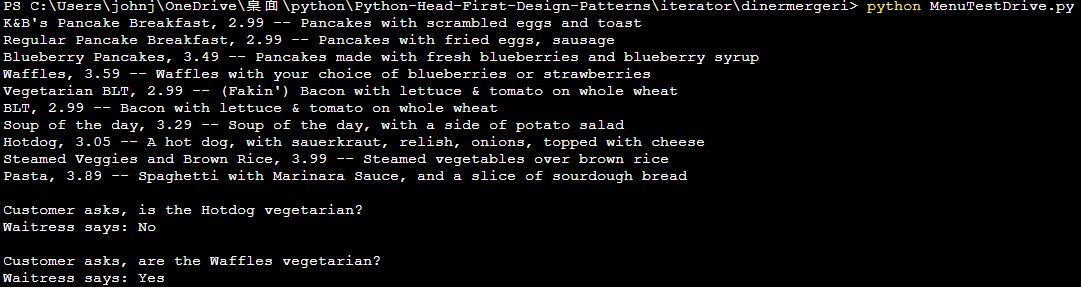 PS C:\Users\johnj\OneDrive\桌面\python\Python-Head-First-Design-Patterns\iterator\dinermergeri> python MenuTestDrive.py
K&B's Pancake Breakfast, 2.99 -- Pancakes with scrambled eggs and toast
Regular Pancake Breakfast, 2.99 -- Pancakes with fried eggs, sausage
Blueberry Pancakes, 3.49 -- Pancakes made with fresh blueberries and blueberry syrup
Waffles, 3.59 -- Waffles with your choice of blueberries or strawberries
Vegetarian BLT, 2.99 -- (Fakin') Bacon with lettuce & tomato on whole wheat
BLT, 2.99 -- Bacon with lettuce & tomato on whole wheat
Soup of the day, 3.29 -- Soup of the day, with a side of potato salad
Hotdog, 3.05 -- A hot dog, with sauerkraut, relish, onions, topped with cheese
Steamed Veggies and Brown Rice, 3.99 -- Steamed vegetables over brown rice
Pasta, 3.89 -- Spaghetti with Marinara Sauce, and a slice of sourdough bread
Customer asks, is the Hotdog vegetarian?
Waitress says: No
Customer asks, are the Waffles vegetarian?
Waitress says: Yes